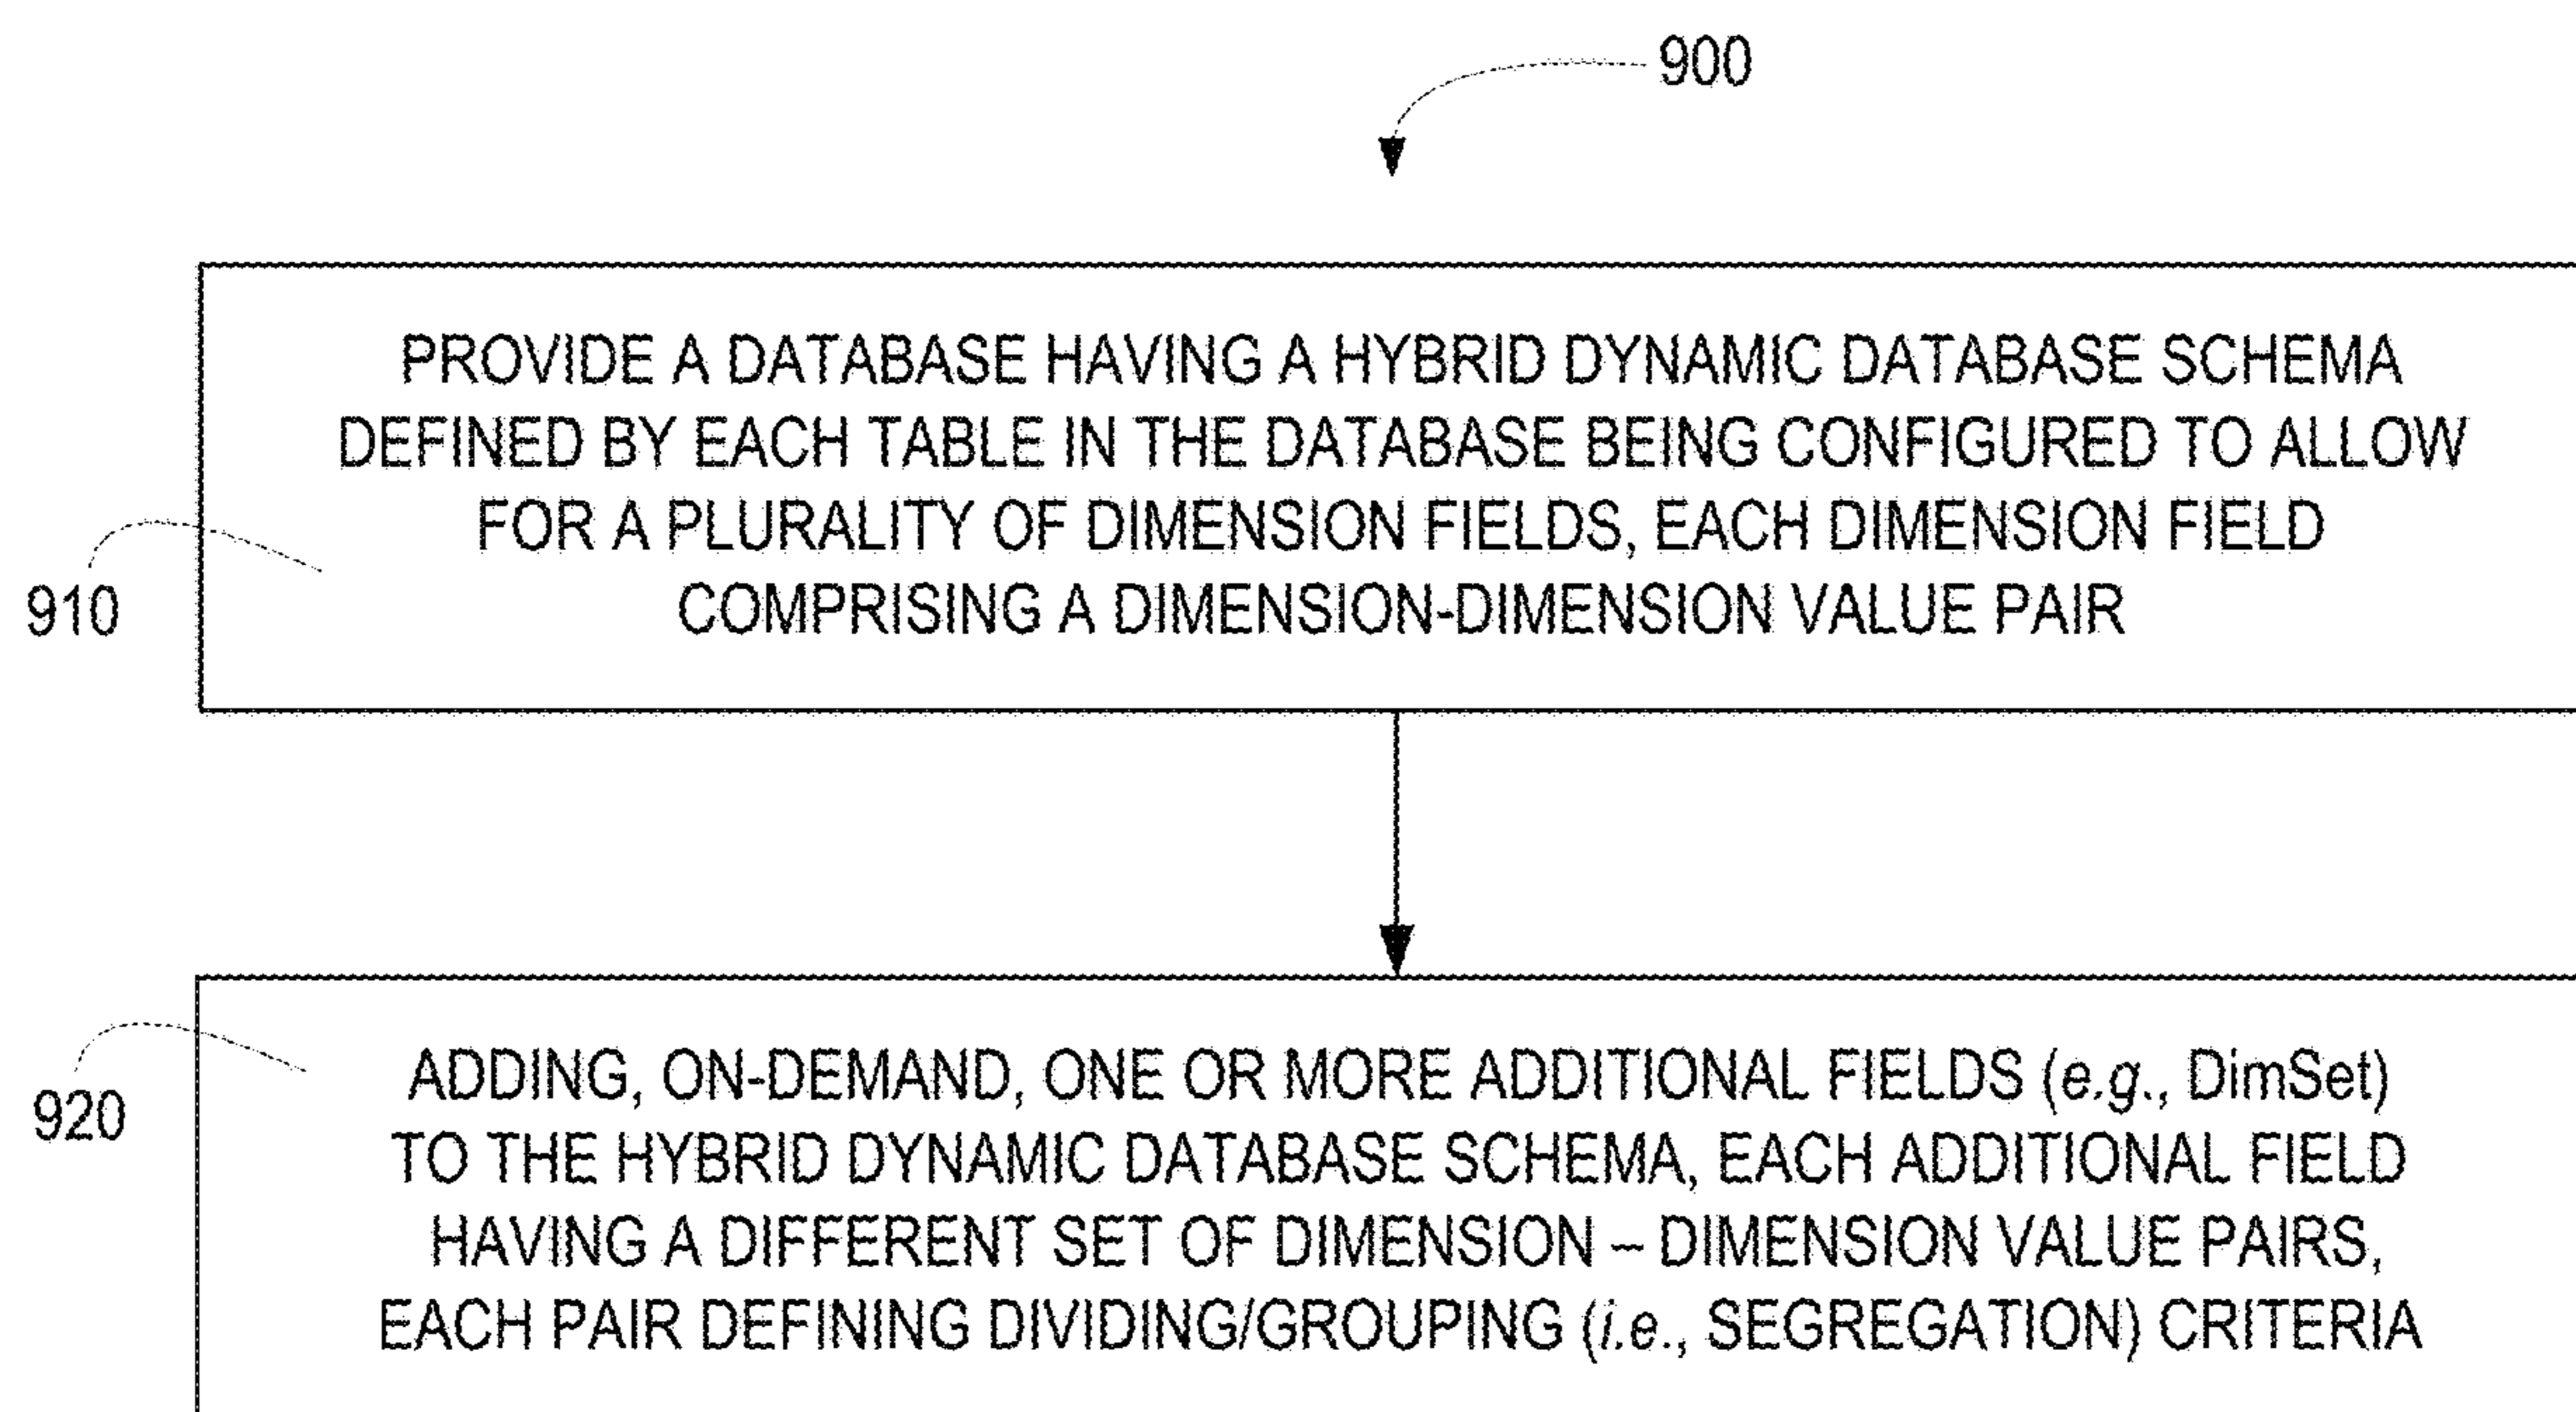 900
PROVIDE A DATABASE HAVING A HYBRID DYNAMIC DATABASE SCHEMA
DEFINED BY EACH TABLE IN THE DATABASE BEING CONFIGURED TO ALLOW
FOR A PLURALITY OF DIMENSION FIELDS, EACH DIMENSION FIELD
COMPRISING A DIMENSION-DIMENSION VALUE PAIR
910
ADDING, ON-DEMAND, ONE OR MORE ADDITIONAL FIELDS (e.g., DimSet)
TO THE HYBRID DYNAMIC DATABASE SCHEMA, EACH ADDITIONAL FIELD
HAVING A DIFFERENT SET OF DIMENSION – DIMENSION VALUE PAIRS,
EACH PAIR DEFINING DIVIDING/GROUPING (i.e., SEGREGATION) CRITERIA
920